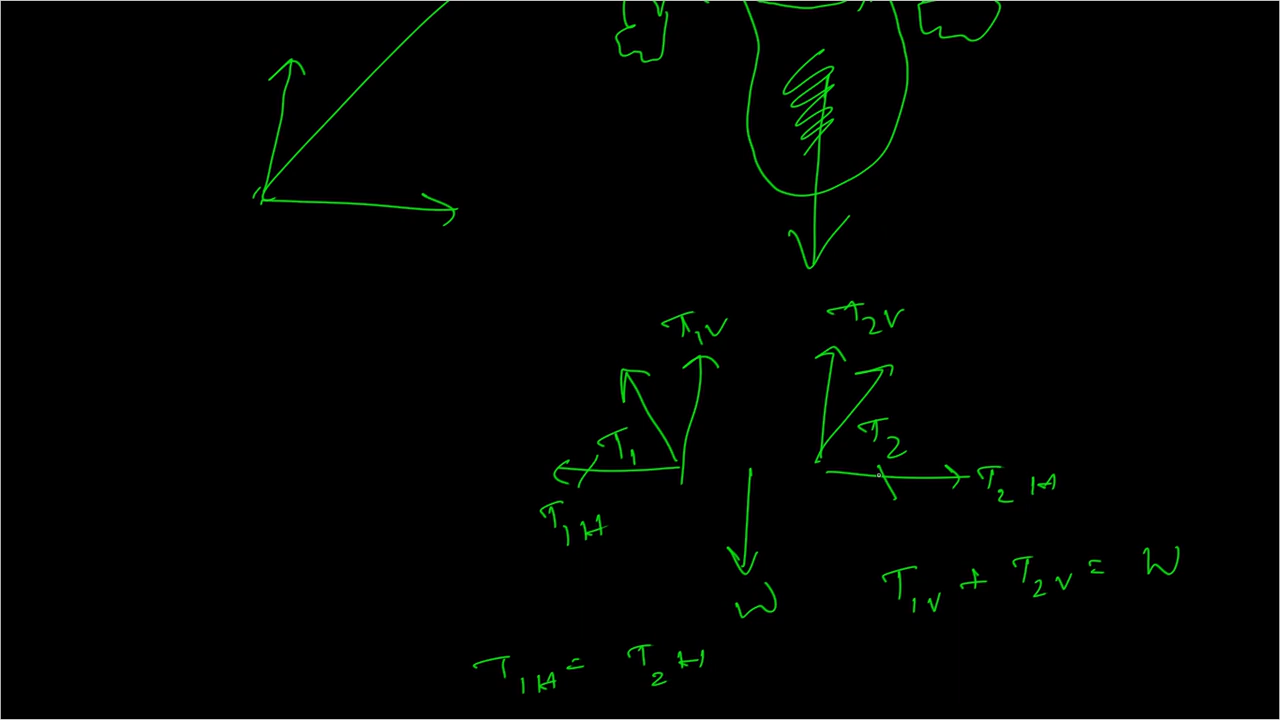 T1V T2V
T1 T2
T1H T2H
W
T1V + T2V = W
T1H = T2H